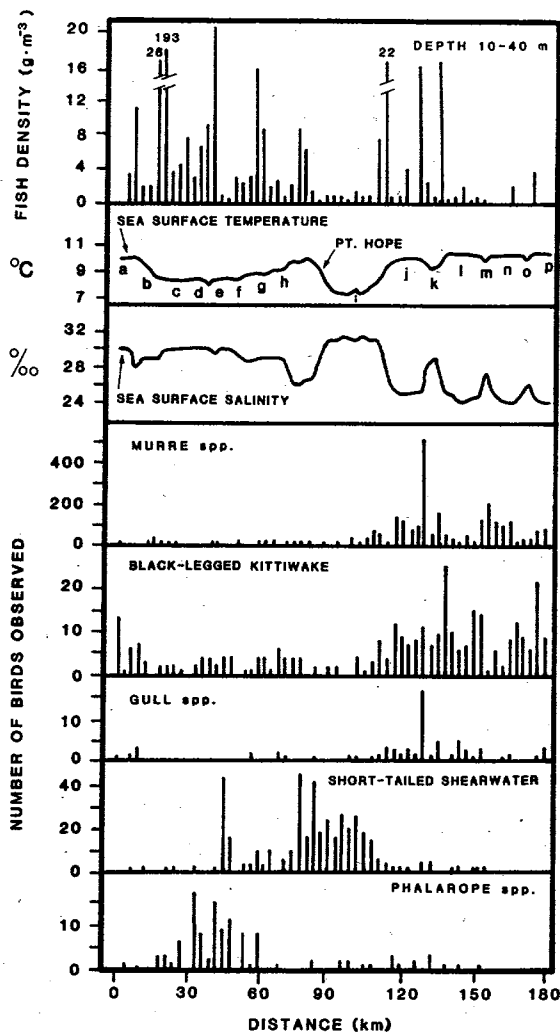 FISH DENSITY (g·m⁻³)
20
16
12
8
4
0
193
26
22
DEPTH 10-40 m
°C
11
9
7
SEA SURFACE TEMPERATURE
PT. HOPE
a b c d e f g h i j k l m n o p
‰
32
28
24
SEA SURFACE SALINITY
NUMBER OF BIRDS OBSERVED
MURRE spp.
400
200
0
BLACK-LEGGED KITTIWAKE
20
10
0
GULL spp.
10
0
SHORT-TAILED SHEARWATER
40
20
0
PHALAROPE spp.
10
0
0 30 60 90 120 150 180
DISTANCE (km)